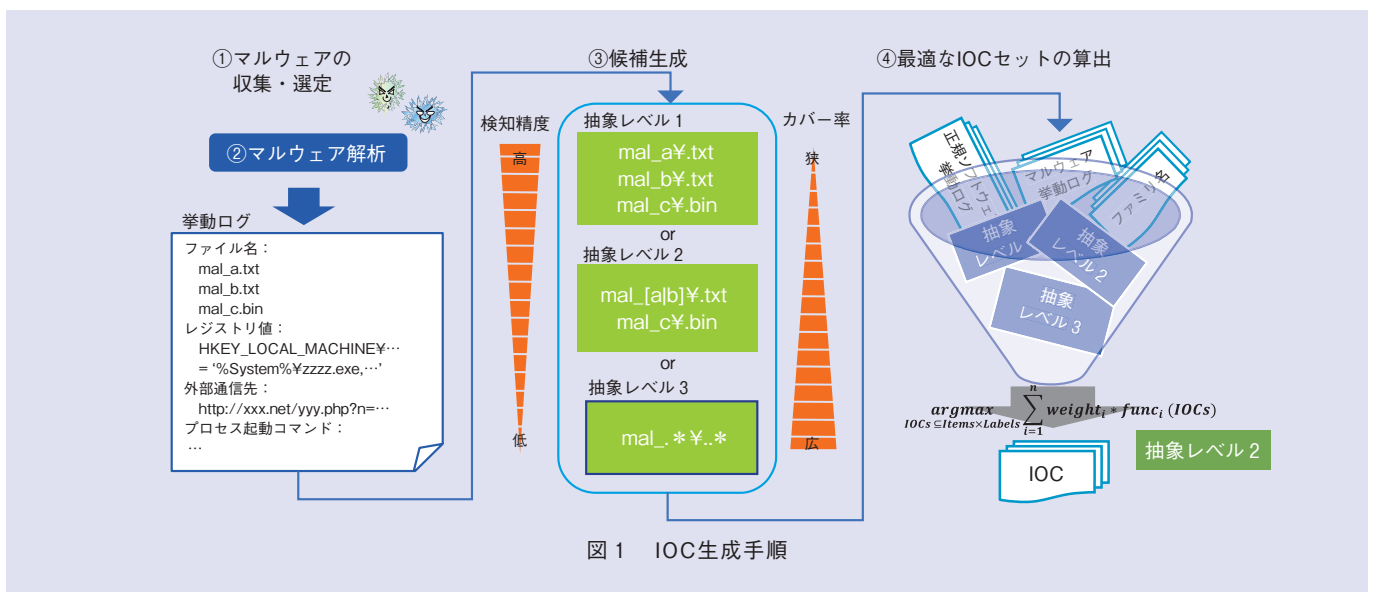 ①マルウェアの
収集・選定
②マルウェア解析
挙動ログ
ファイル名：
mal_a.txt
mal_b.txt
mal_c.bin
レジストリ値：
HKEY_LOCAL_MACHINE¥…
= ‘%System%¥zzzz.exe,…’
外部通信先：
http://xxx.net/yyy.php?n=…
プロセス起動コマンド：
…
③候補生成
検知精度
高
低
抽象レベル 1
mal_a¥.txt
mal_b¥.txt
mal_c¥.bin
or
抽象レベル 2
mal_[a|b]¥.txt
mal_c¥.bin
or
抽象レベル 3
mal_.＊¥..＊
カバー率
狭
広
④最適なIOCセットの算出
正規ソフトウェア
挙動ログ
マルウェア
挙動ログ
ファミリ名
抽象
レベル
抽象
レベル 2
抽象
レベル 3
argmax IOCs⊆Items×Labels ∑ n i=1 weight_i * func_i (IOCs)
IOC
抽象レベル 2
図 1　IOC生成手順